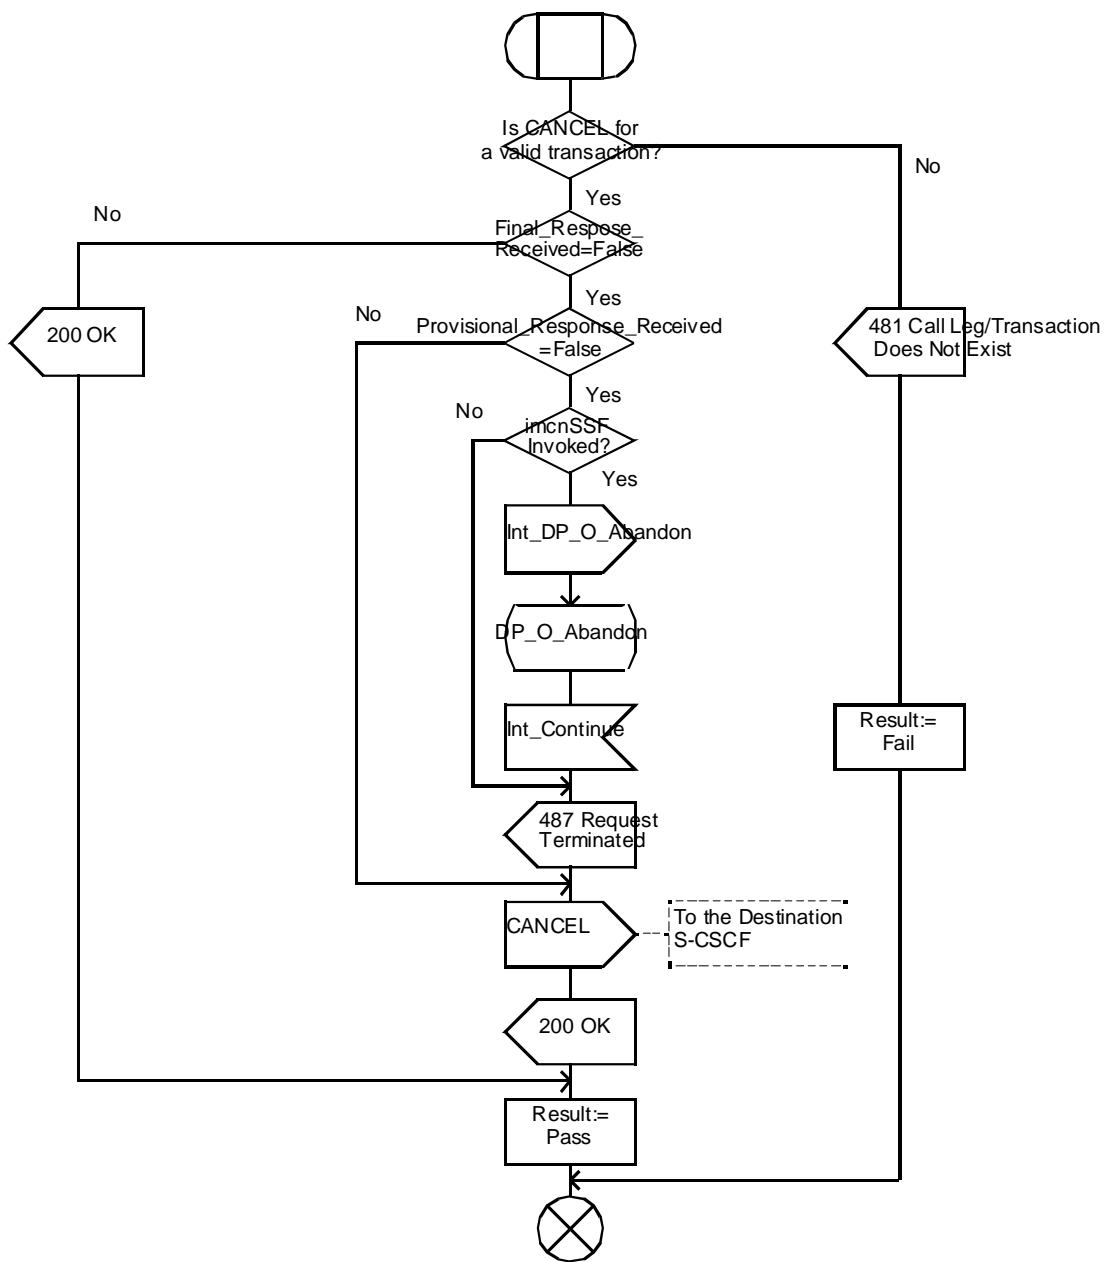 Is CANCEL for
a valid transaction?
No
Yes
No
Final_Respose_
Received=False
Yes
No
Provisional_Response_Received
=False
200 OK
481 Call Leg/Transaction
Does Not Exist
Yes
No
imcnSSF
Invoked?
Yes
Int_DP_O_Abandon
DP_O_Abandon
Int_Continue
Result:=
Fail
487 Request
Terminated
CANCEL
To the Destination
S-CSCF
200 OK
Result:=
Pass